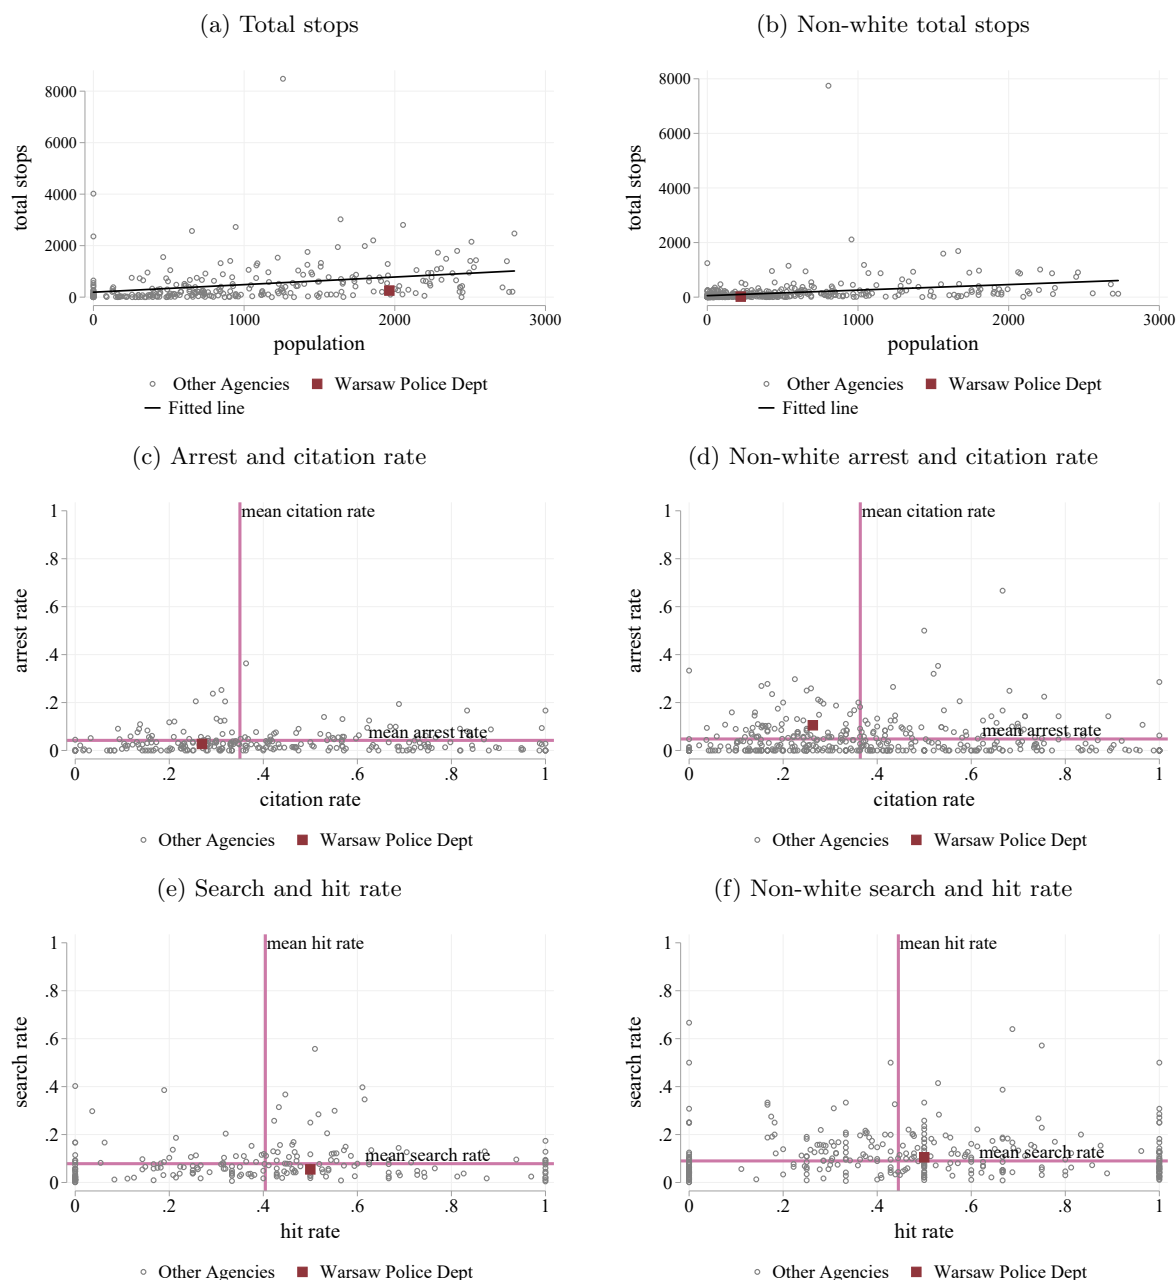 (a) Total stops
(b) Non-white total stops
8000
6000
4000
2000
0
total stops
0 1000 2000 3000
population
Other Agencies Warsaw Police Dept
Fitted line
8000
6000
4000
2000
0
total stops
0 1000 2000 3000
population
Other Agencies Warsaw Police Dept
Fitted line
(c) Arrest and citation rate
(d) Non-white arrest and citation rate
1
.8
.6
.4
.2
0
arrest rate
mean citation rate
mean arrest rate
0 .2 .4 .6 .8 1
citation rate
Other Agencies Warsaw Police Dept
1
.8
.6
.4
.2
0
arrest rate
mean citation rate
mean arrest rate
0 .2 .4 .6 .8 1
citation rate
Other Agencies Warsaw Police Dept
(e) Search and hit rate
(f) Non-white search and hit rate
1
.8
.6
.4
.2
0
search rate
mean hit rate
mean search rate
0 .2 .4 .6 .8 1
hit rate
Other Agencies Warsaw Police Dept
1
.8
.6
.4
.2
0
search rate
mean hit rate
mean search rate
0 .2 .4 .6 .8 1
hit rate
Other Agencies Warsaw Police Dept